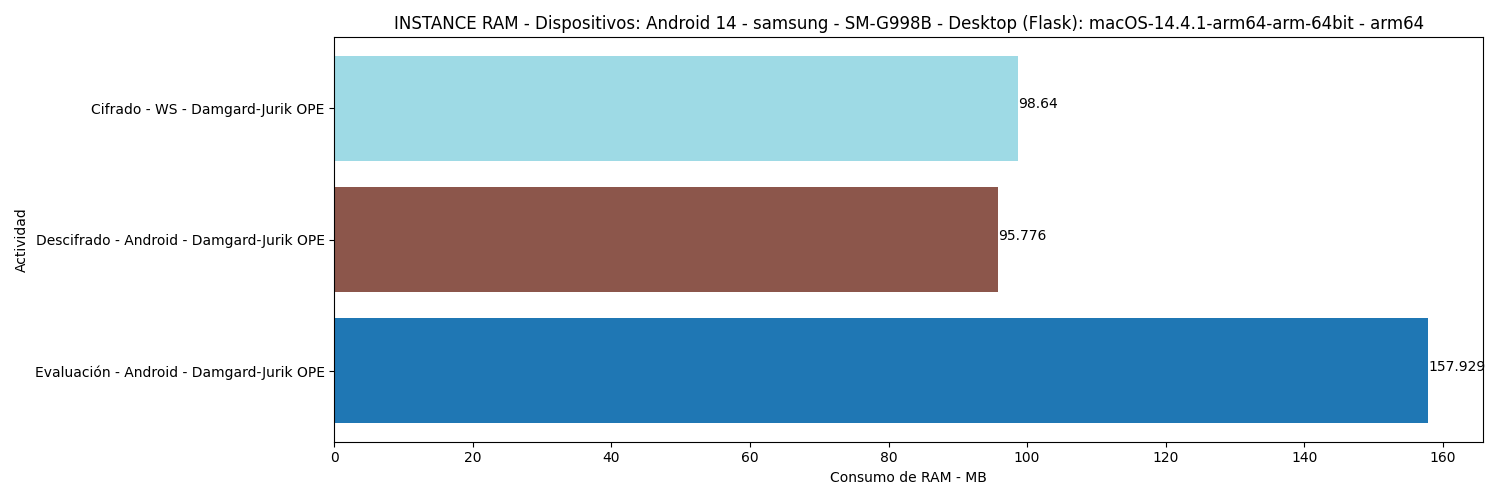 INSTANCE RAM - Dispositivos: Android 14 - samsung - SM-G998B - Desktop (Flask): macOS-14.4.1-arm64-arm-64bit - arm64
Actividad
Cifrado - WS - Damgard-Jurik OPE
98.64
Descifrado - Android - Damgard-Jurik OPE
95.776
Evaluación - Android - Damgard-Jurik OPE
157.929
0 20 40 60 80 100 120 140 160
Consumo de RAM - MB